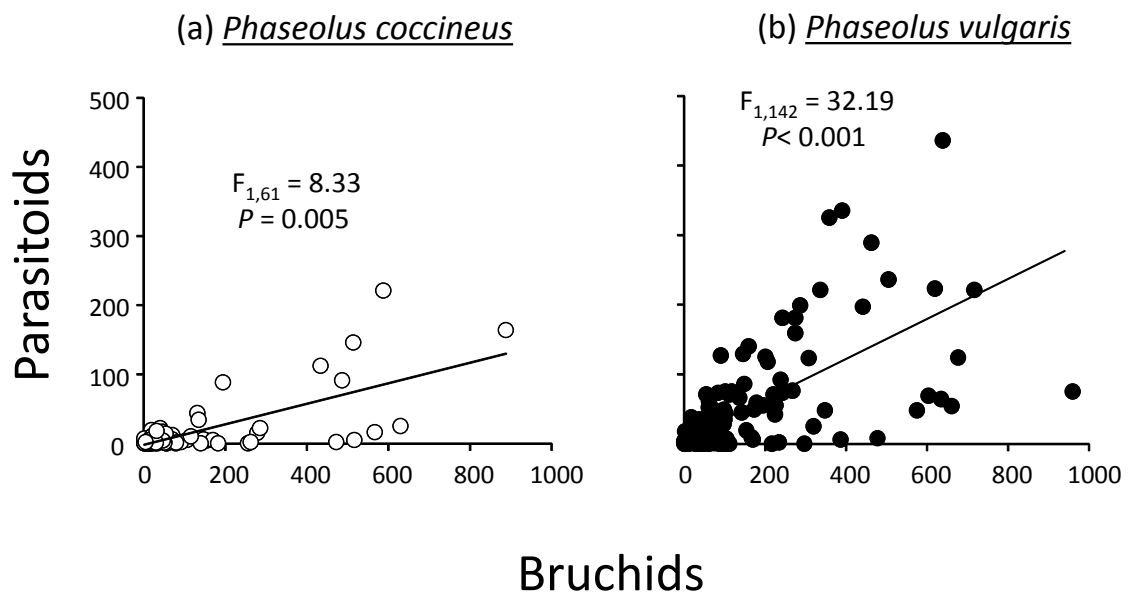 (a) Phaseolus coccineus
(b) Phaseolus vulgaris
Parasitoids
500
400
300
200
100
0
F1,61 = 8.33
P = 0.005
0 200 400 600 800 1000
F1,142 = 32.19
P< 0.001
0 200 400 600 800 1000
Bruchids